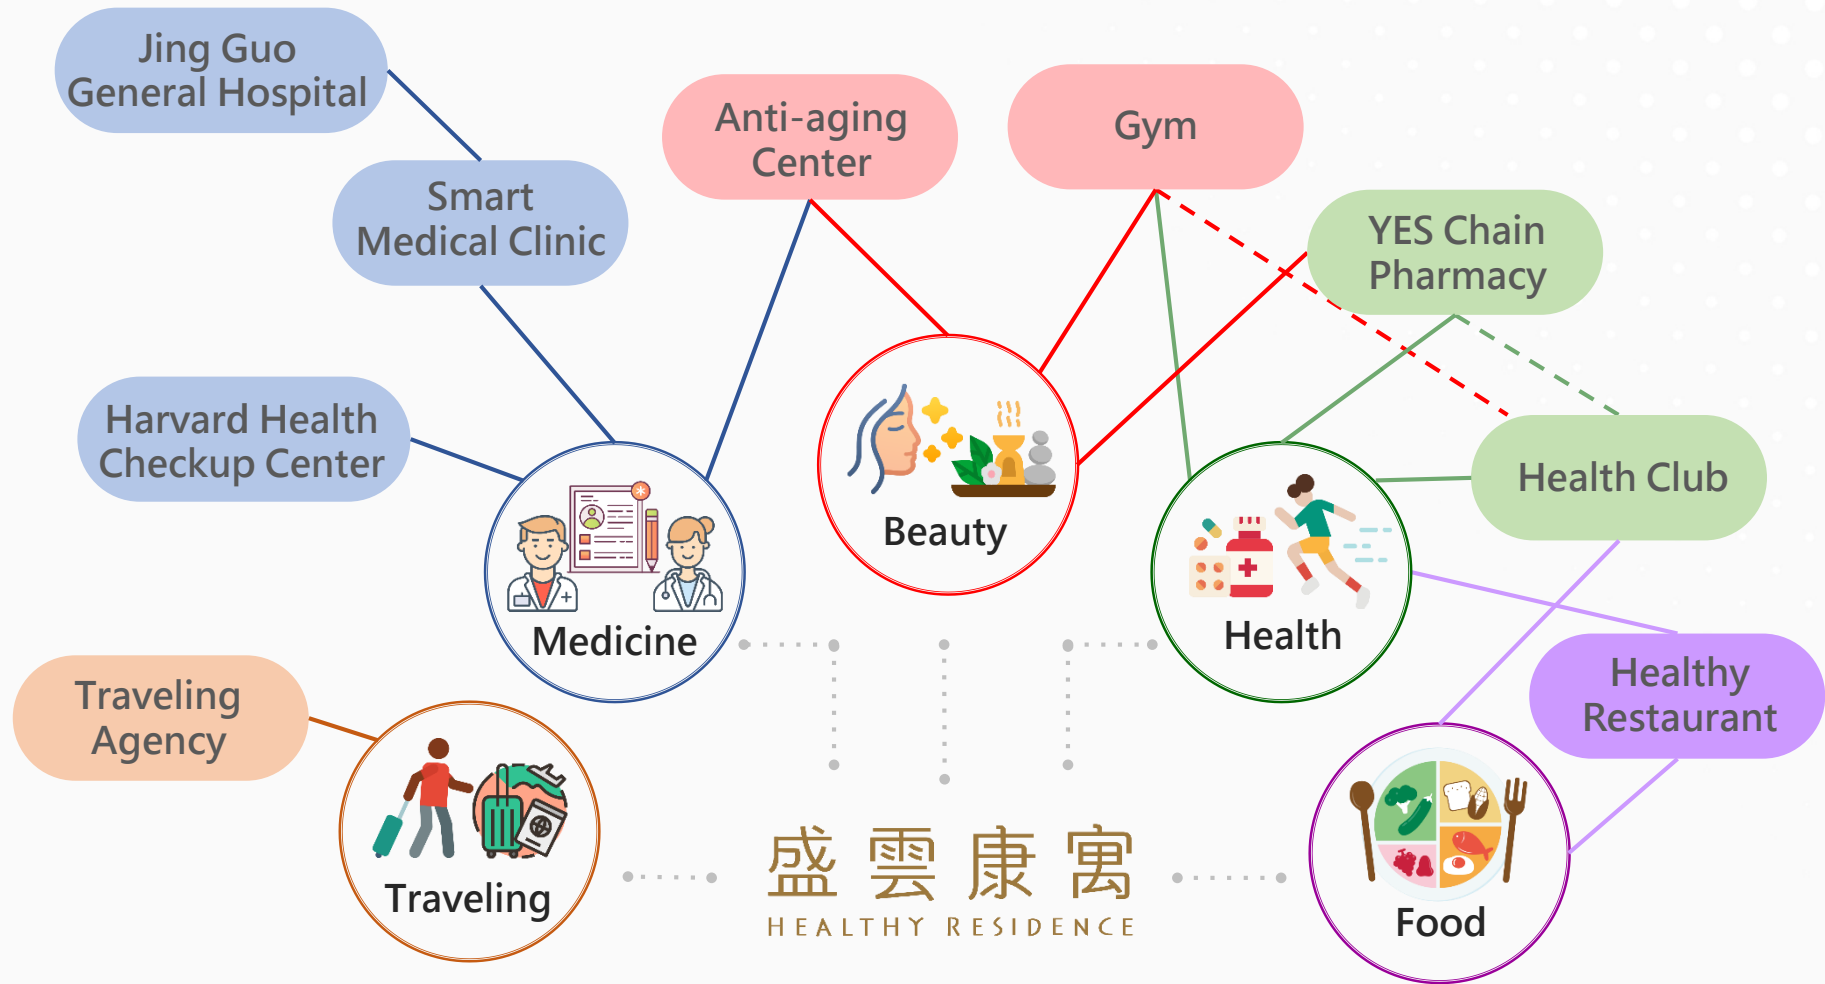 Jing Guo
General Hospital
Smart
Medical Clinic
Harvard Health
Checkup Center
Anti-aging
Center
Gym
YES Chain
Pharmacy
Health Club
Healthy
Restaurant
Traveling
Agency
Medicine
Beauty
Health
Traveling
Food
盛雲康寓
HEALTHY RESIDENCE